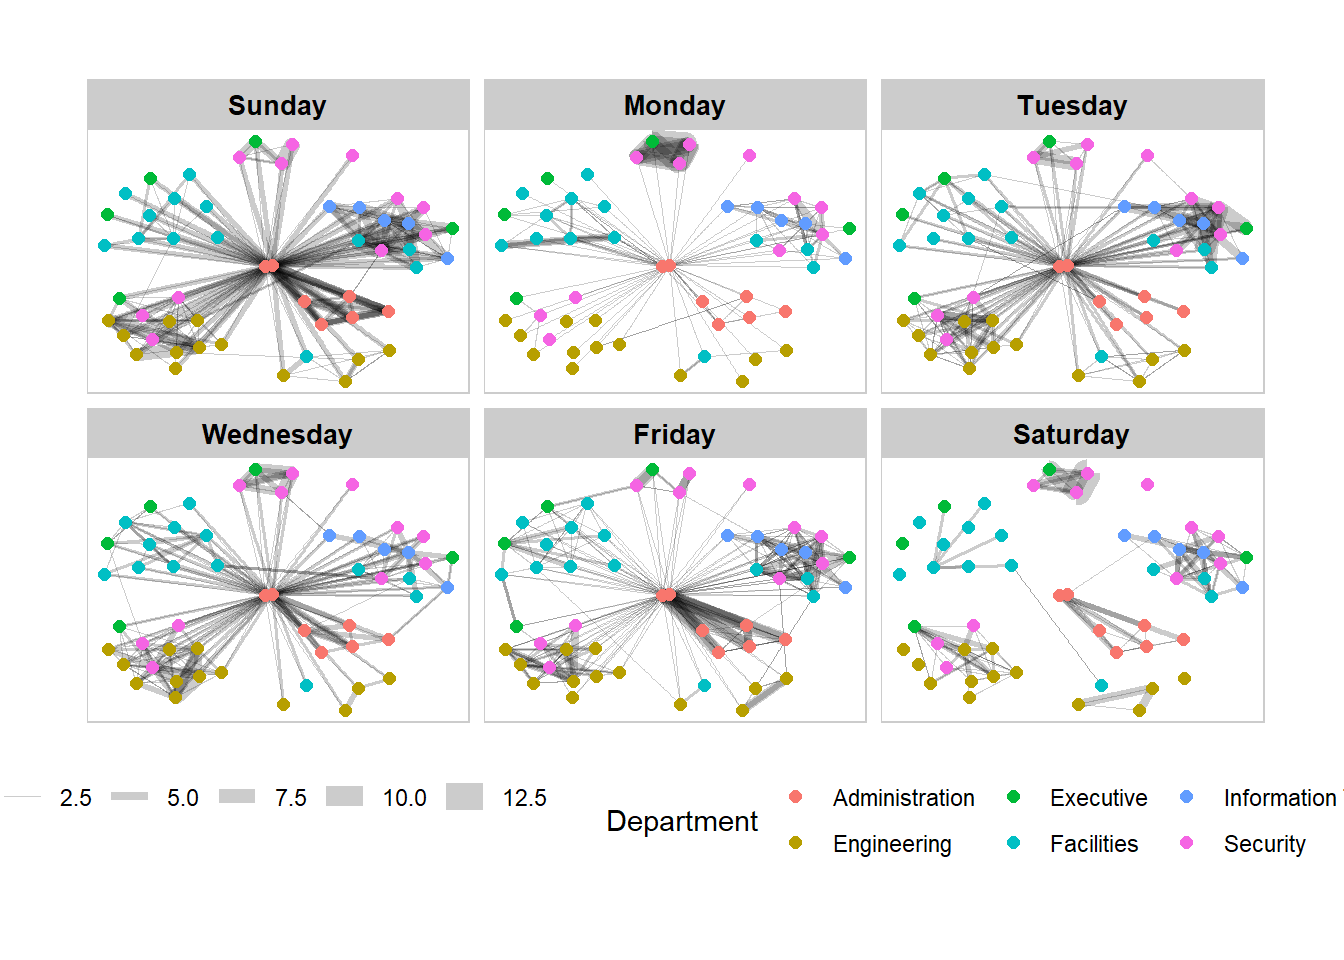 Sunday
Monday
Tuesday
Wednesday
Friday
Saturday
2.5 5.0 7.5 10.0 12.5
Department
Administration Executive Information
Engineering Facilities Security